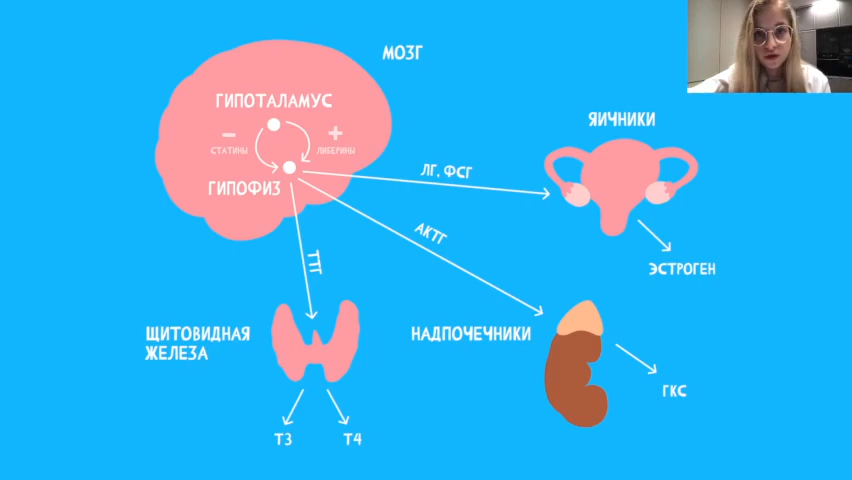 МОЗГ
ГИПОТАЛАМУС
−
+
СТАТИНЫ
ЛИБЕРИНЫ
ГИПОФИЗ
ЛГ, ФСГ
ЯИЧНИКИ
АКТГ
ТТГ
ЭСТРОГЕН
ЩИТОВИДНАЯ
ЖЕЛЕЗА
НАДПОЧЕЧНИКИ
ГКС
Т3
Т4